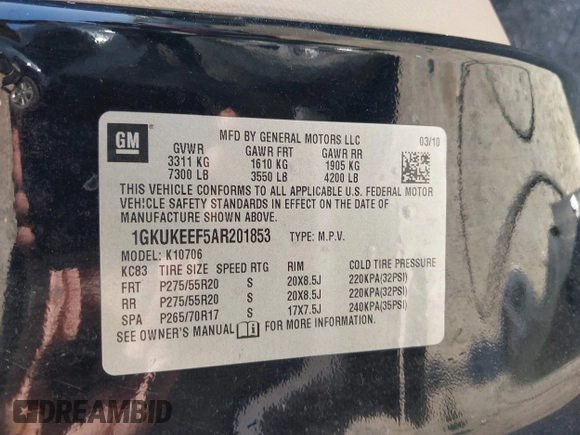 GM
MFD BY GENERAL MOTORS LLC 03/10
GVWR GAWR FRT GAWR RR
3311 KG 1610 KG 1905 KG
7300 LB 3550 LB 4200 LB
THIS VEHICLE CONFORMS TO ALL APPLICABLE U.S. FEDERAL MOTOR
VEHICLE SAFETY STANDARDS IN EFFECT ON THE DATE OF
MANUFACTURE SHOWN ABOVE.
1GKUKEEF5AR201853 TYPE: M.P.V.
MODEL: K10706
KC83 TIRE SIZE SPEED RTG RIM COLD TIRE PRESSURE
FRT P275/55R20 S 20X8.5J 220KPA(32PSI)
RR P275/55R20 S 20X8.5J 220KPA(32PSI)
SPA P265/70R17 S 17X7.5J 240KPA(35PSI)
SEE OWNER'S MANUAL FOR MORE INFORMATION.
DREAMBID